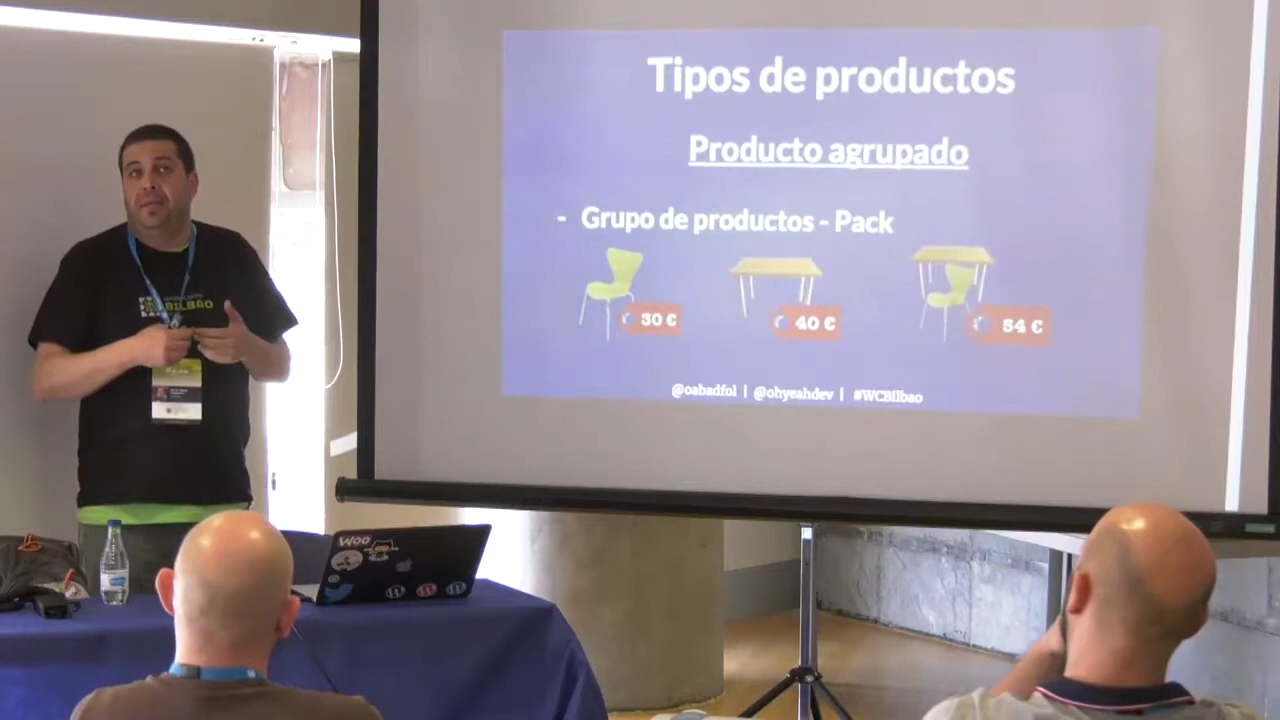 Tipos de productos
Producto agrupado
- Grupo de productos - Pack
30 €
40 €
54 €
@oabadfol | @ohyeahdev | #WCBilbao
BILBAO
WOO